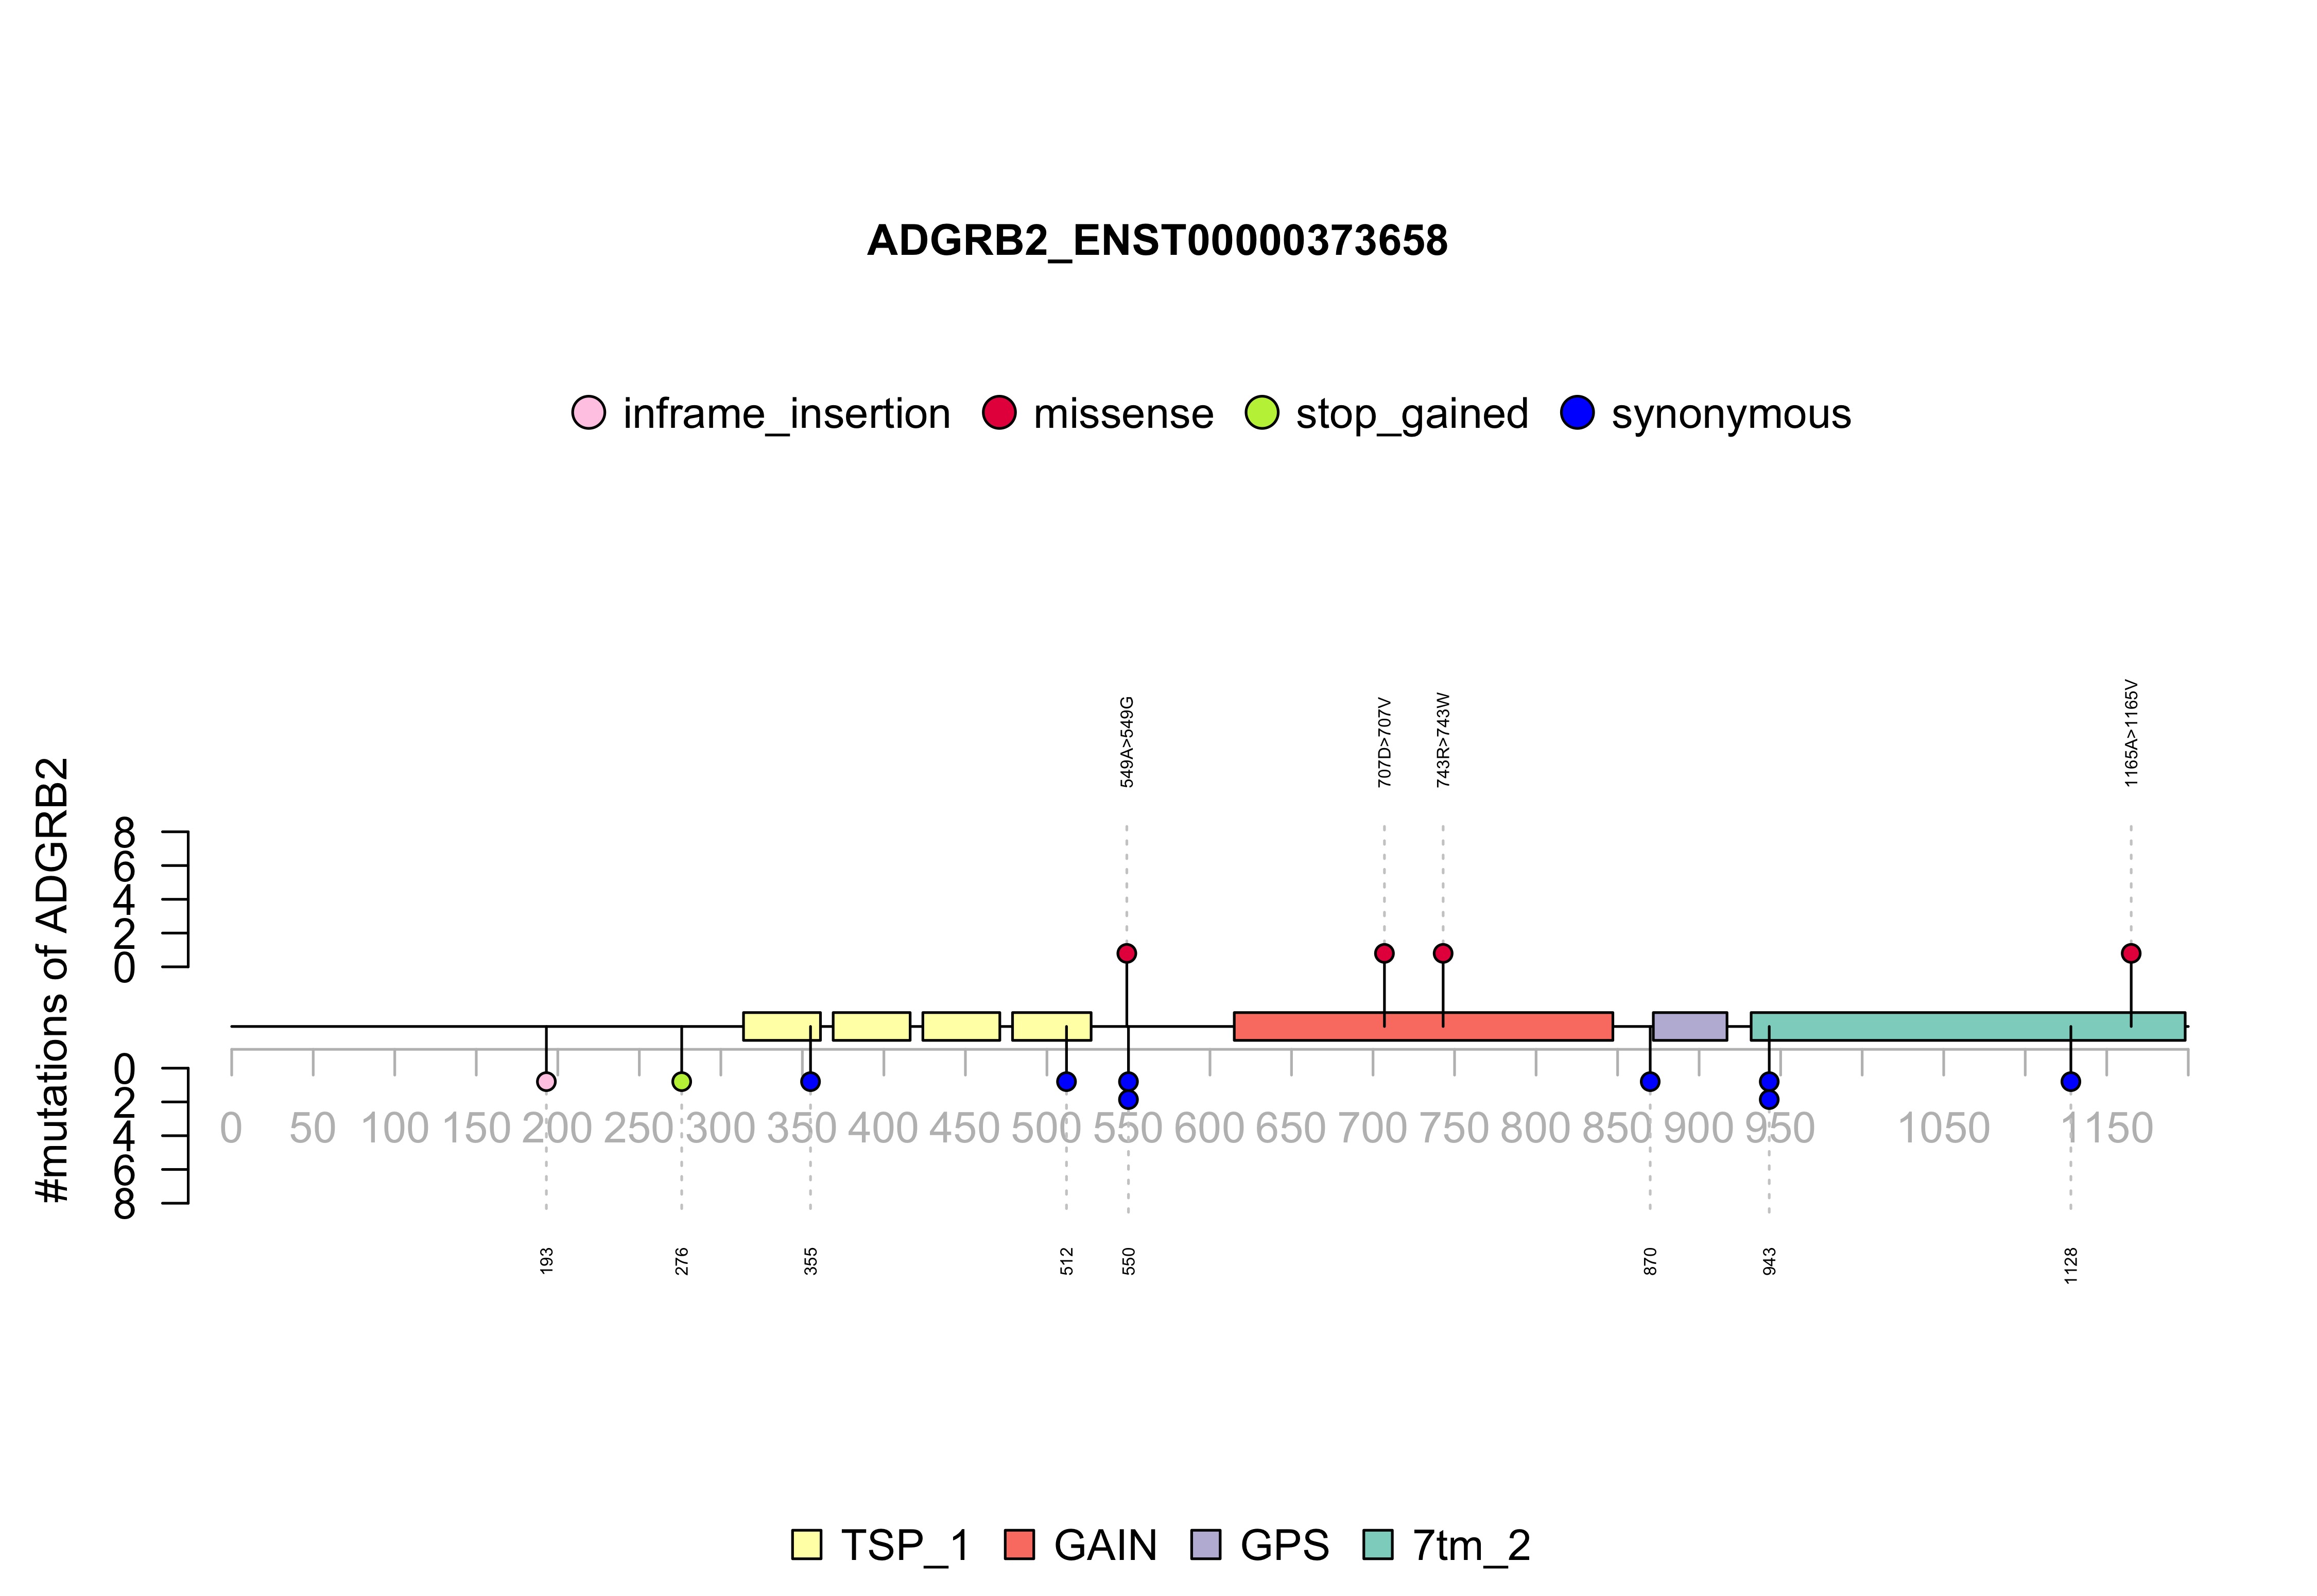 ADGRB2_ENST00000373658
inframe_insertion missense stop_gained synonymous
549A>549G 707D>707V 743R>743W 1165A>1165V
#mutations of ADGRB2
8
6
4
2
0
0
2
4
6
8
0 50 100 150 200 250 300 350 400 450 500 550 600 650 700 750 800 850 900 950 1050 1150
193 276 355 512 550 870 943 1128
TSP_1 GAIN GPS 7tm_2